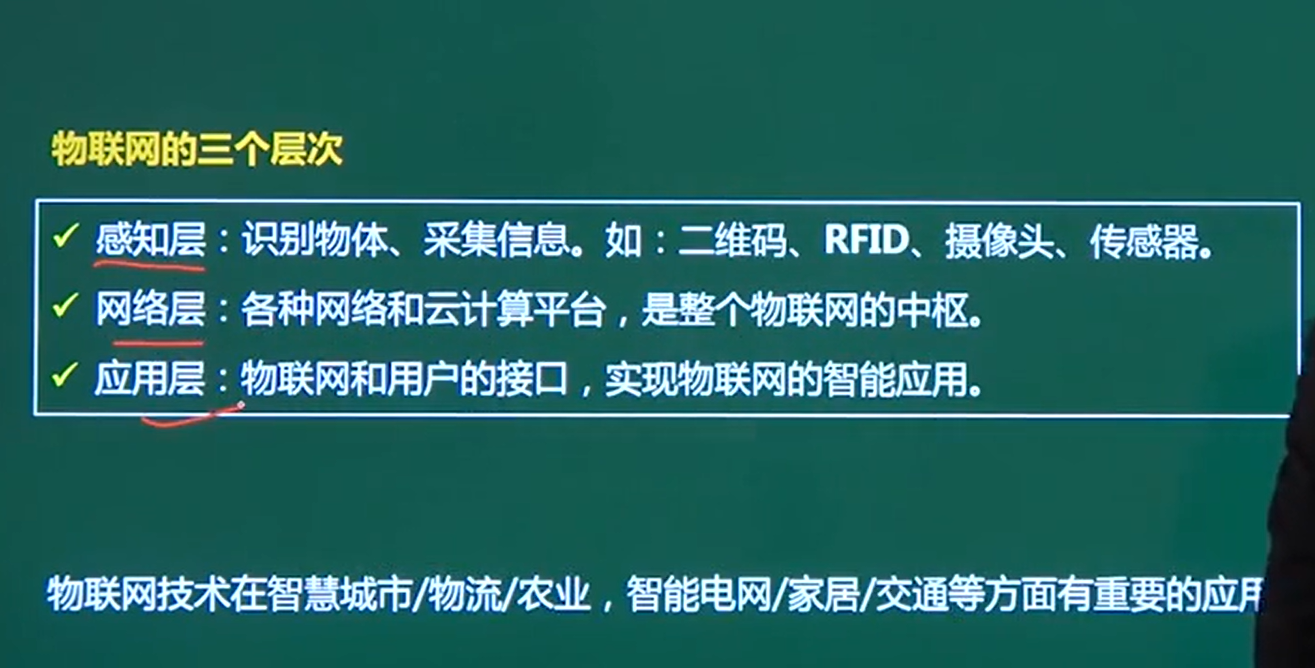 物联网的三个层次
✓ 感知层：识别物体、采集信息。如：二维码、RFID、摄像头、传感器。
✓ 网络层：各种网络和云计算平台，是整个物联网的中枢。
✓ 应用层：物联网和用户的接口，实现物联网的智能应用。
物联网技术在智慧城市/物流/农业，智能电网/家居/交通等方面有重要的应用